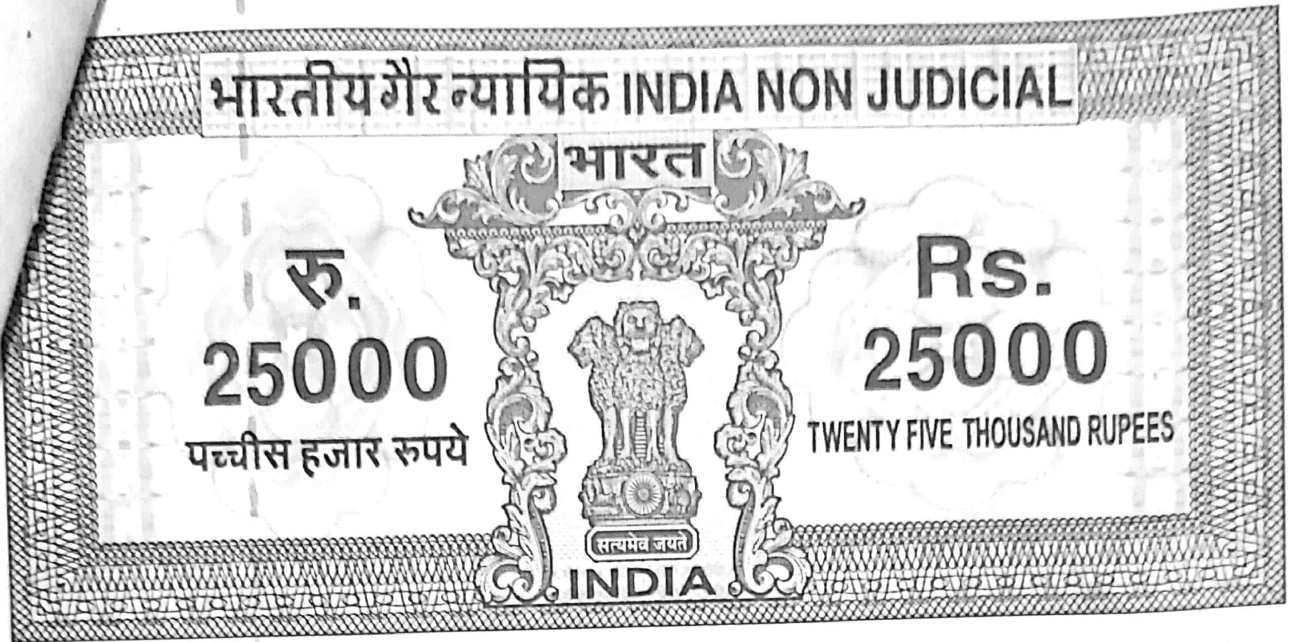 भारतीय गैर न्यायिक INDIA NON JUDICIAL
भारत
रु.
25000
पच्चीस हजार रुपये
Rs.
25000
TWENTY FIVE THOUSAND RUPEES
सत्यमेव जयते
INDIA